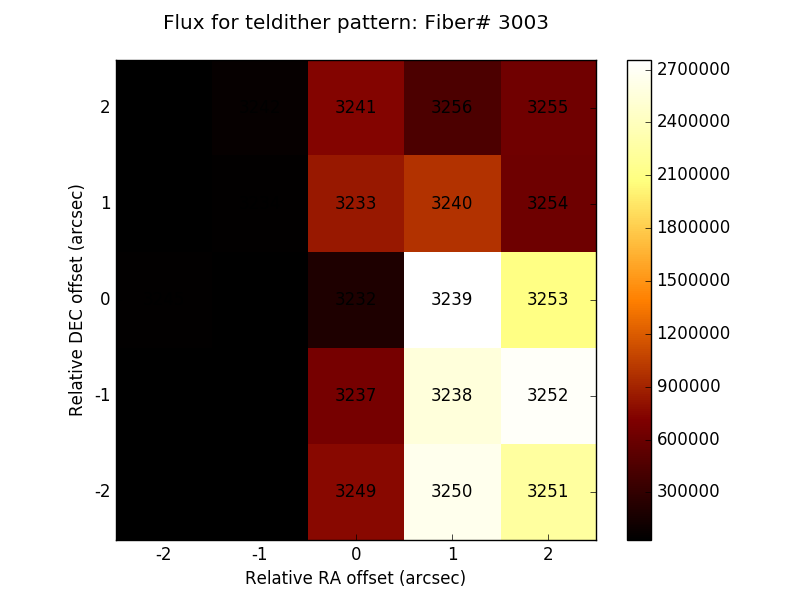 Flux for teldither pattern: Fiber# 3003
2700000
2 3241 3256 3255
2400000
2100000
1 3233 3240 3254
1800000
Relative DEC offset (arcsec)
0 3232 3239 3253
1500000
1200000
-1 3237 3238 3252
900000
600000
-2 3249 3250 3251
300000
-2 -1 0 1 2
Relative RA offset (arcsec)